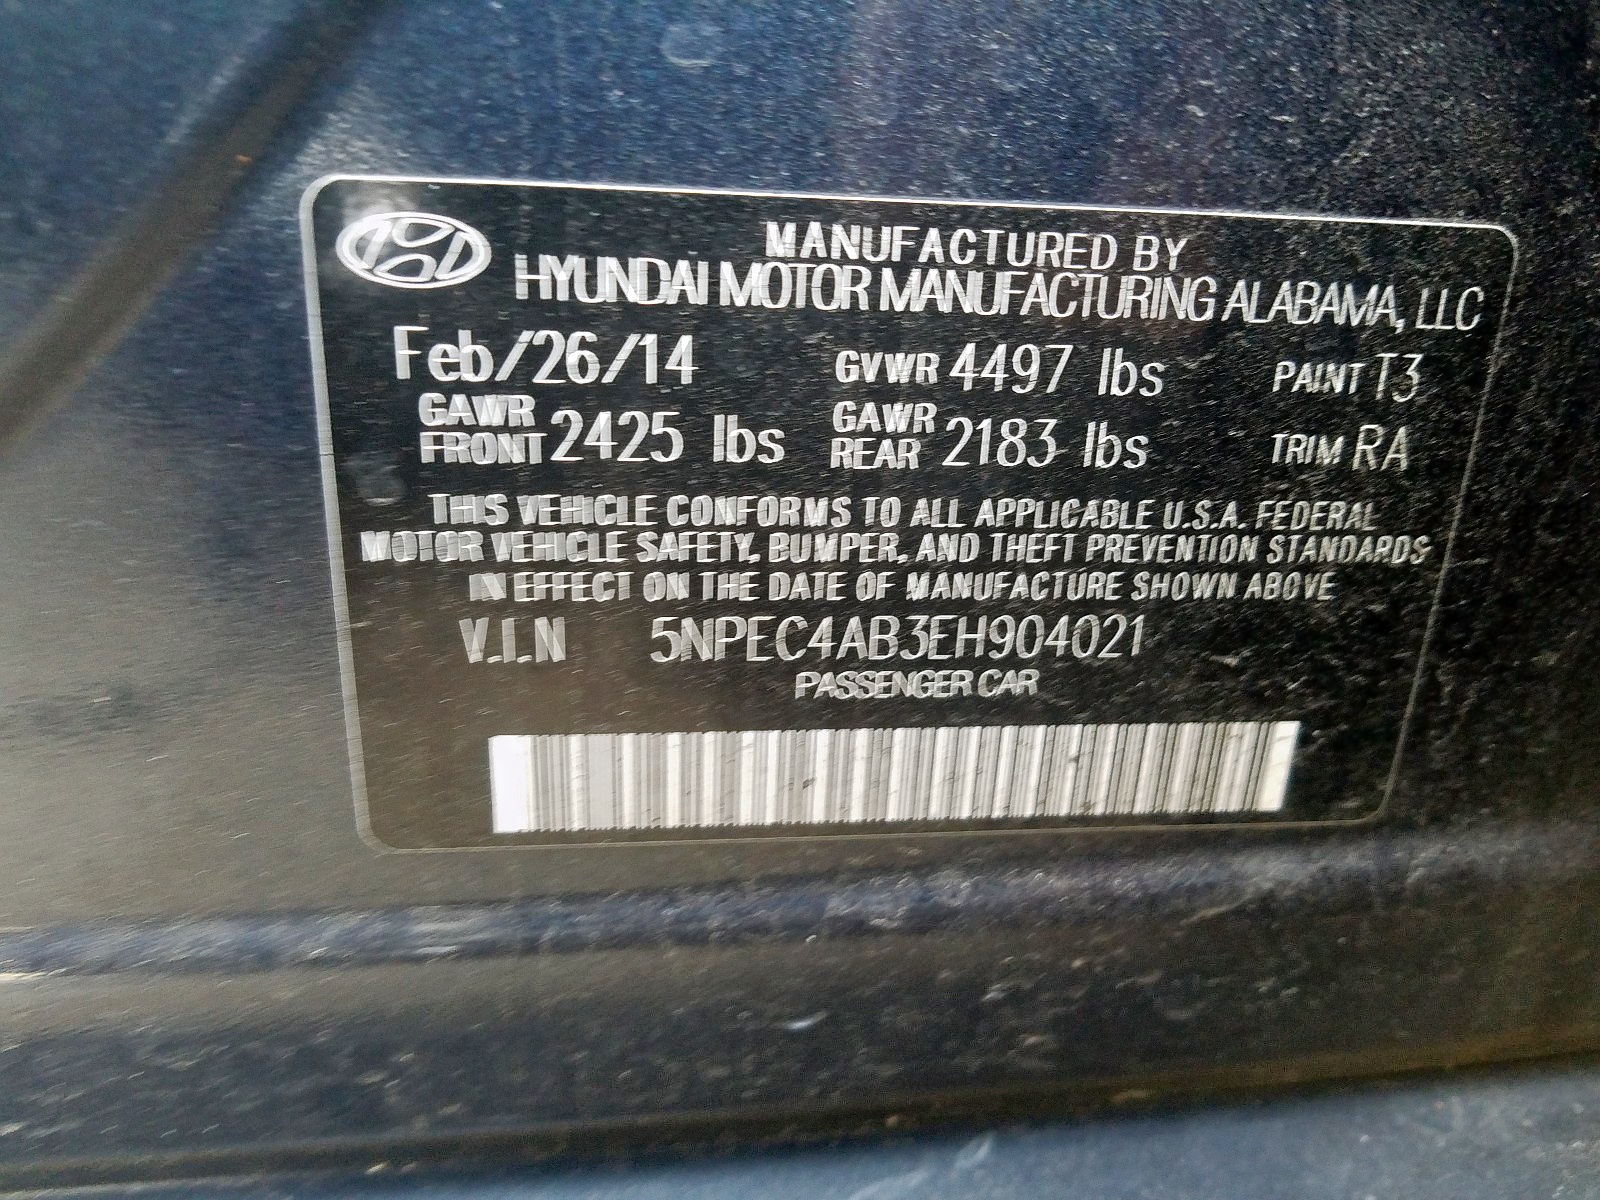 MANUFACTURED BY
HYUNDAI MOTOR MANUFACTURING ALABAMA, LLC
Feb/26/14 GVWR 4497 lbs PAINT T3
GAWR FRONT 2425 lbs GAWR REAR 2183 lbs TRIM RA
THIS VEHICLE CONFORMS TO ALL APPLICABLE U.S.A. FEDERAL
MOTOR VEHICLE SAFETY, BUMPER, AND THEFT PREVENTION STANDARDS
IN EFFECT ON THE DATE OF MANUFACTURE SHOWN ABOVE
V.I.N 5NPEC4AB3EH904021
PASSENGER CAR